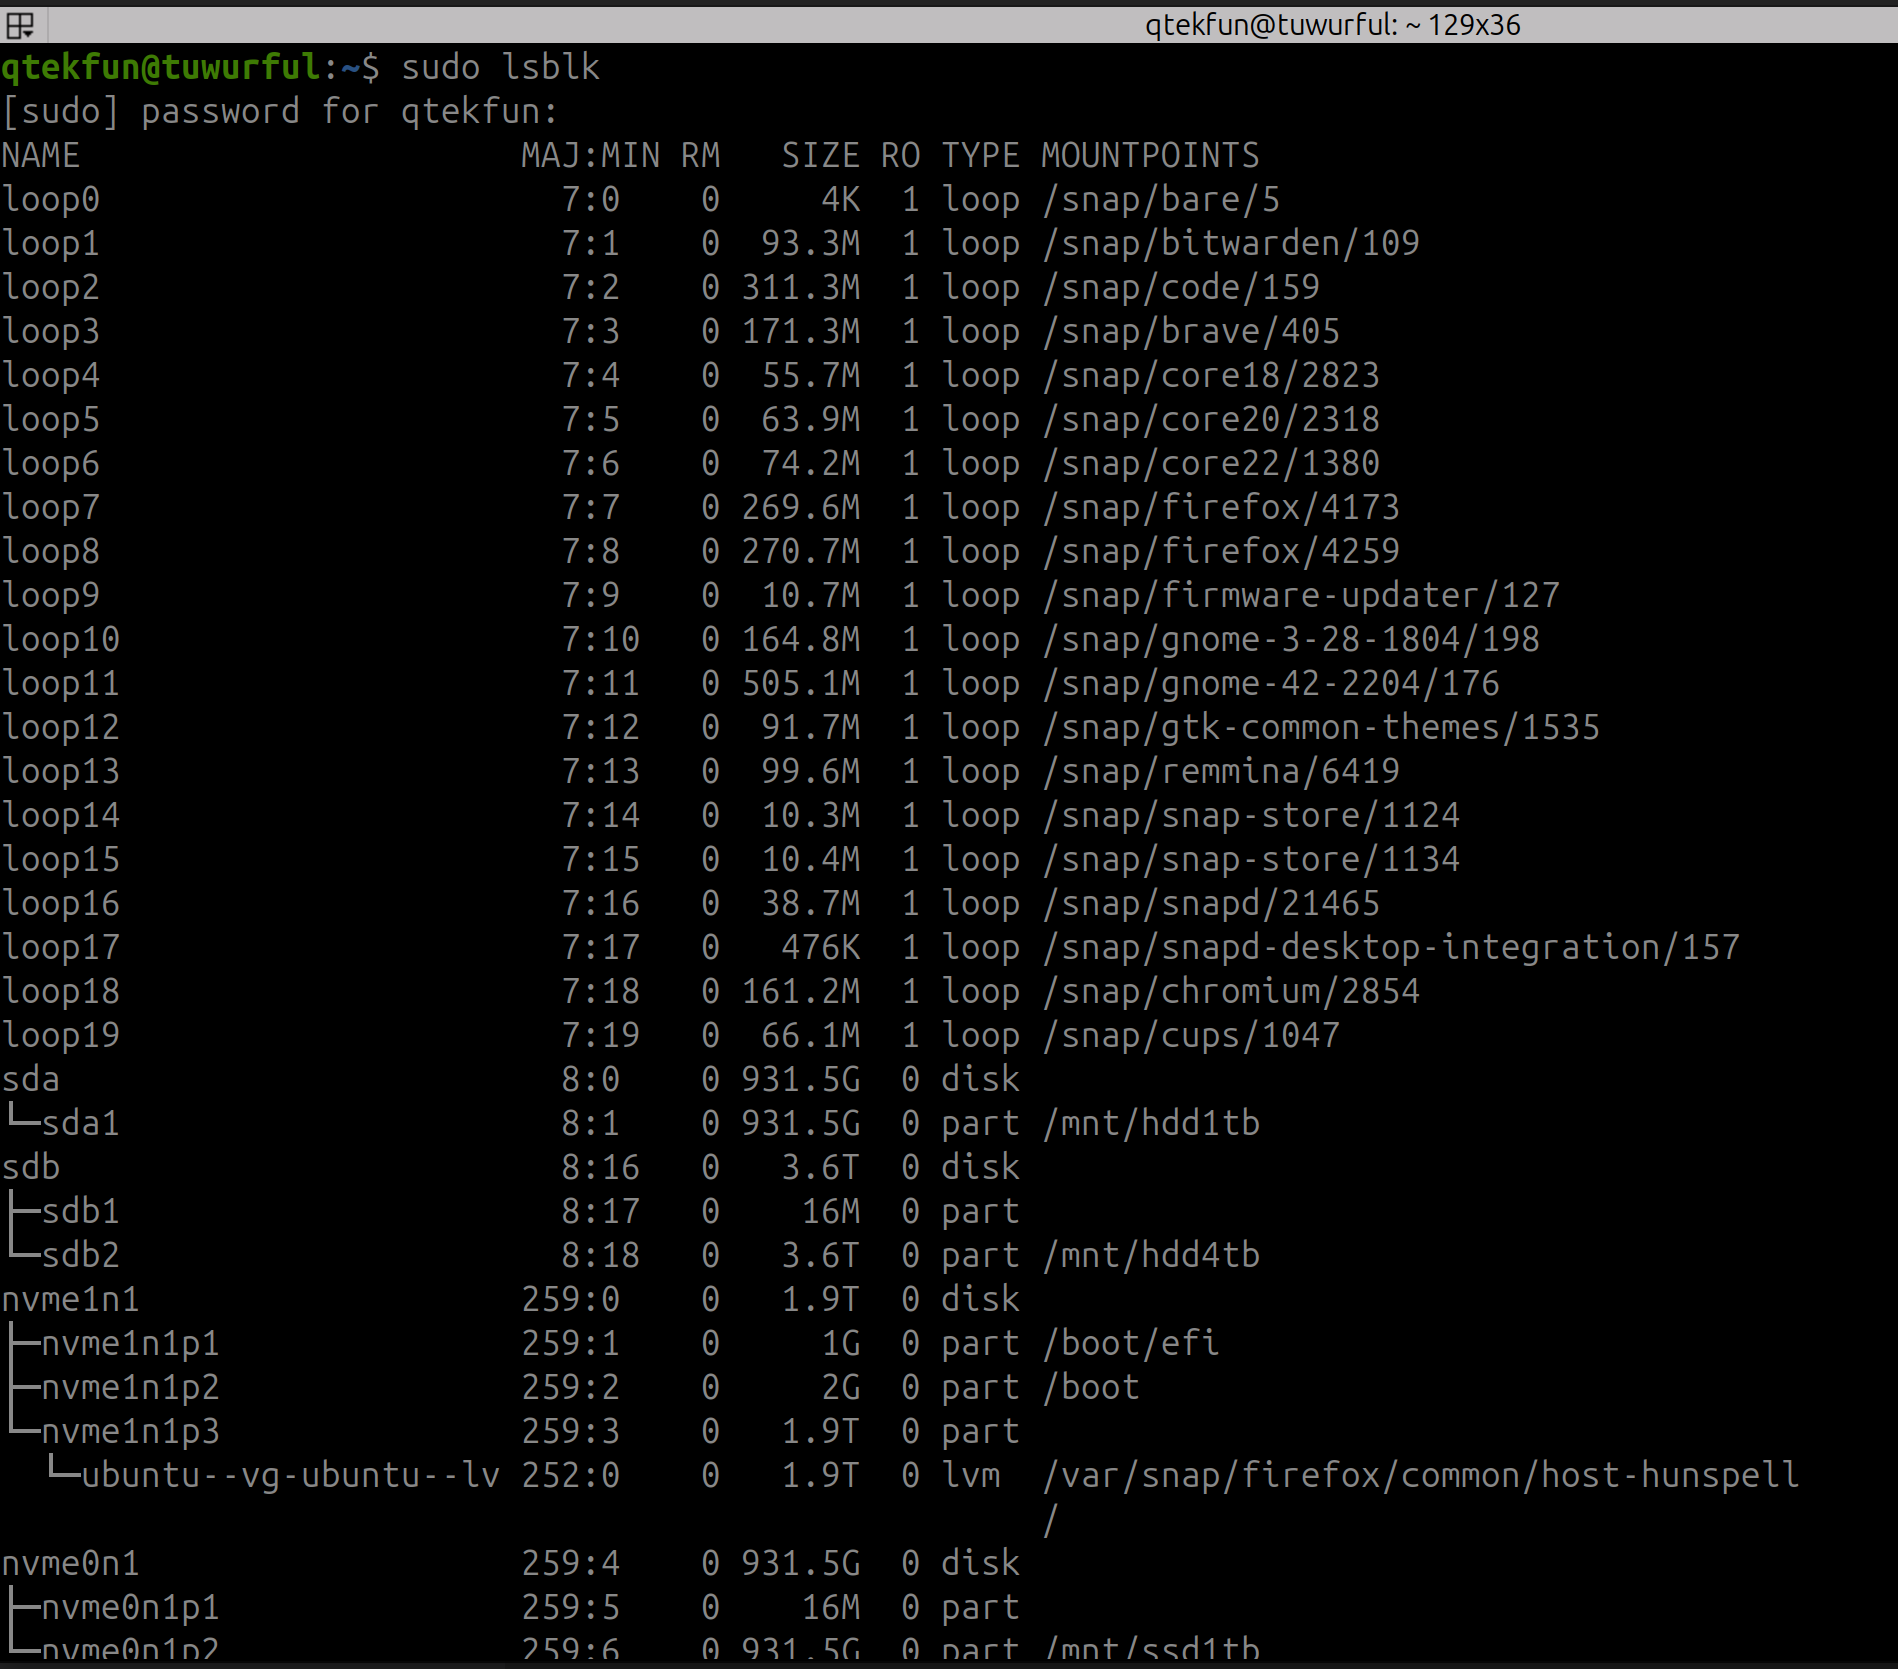 qtekfun@tuwurful: ~ 129x36
qtekfun@tuwurful:~$ sudo lsblk
[sudo] password for qtekfun:
NAME                      MAJ:MIN RM   SIZE RO TYPE MOUNTPOINTS
loop0                       7:0    0     4K  1 loop /snap/bare/5
loop1                       7:1    0  93.3M  1 loop /snap/bitwarden/109
loop2                       7:2    0 311.3M  1 loop /snap/code/159
loop3                       7:3    0 171.3M  1 loop /snap/brave/405
loop4                       7:4    0  55.7M  1 loop /snap/core18/2823
loop5                       7:5    0  63.9M  1 loop /snap/core20/2318
loop6                       7:6    0  74.2M  1 loop /snap/core22/1380
loop7                       7:7    0 269.6M  1 loop /snap/firefox/4173
loop8                       7:8    0 270.7M  1 loop /snap/firefox/4259
loop9                       7:9    0  10.7M  1 loop /snap/firmware-updater/127
loop10                      7:10   0 164.8M  1 loop /snap/gnome-3-28-1804/198
loop11                      7:11   0 505.1M  1 loop /snap/gnome-42-2204/176
loop12                      7:12   0  91.7M  1 loop /snap/gtk-common-themes/1535
loop13                      7:13   0  99.6M  1 loop /snap/remmina/6419
loop14                      7:14   0  10.3M  1 loop /snap/snap-store/1124
loop15                      7:15   0  10.4M  1 loop /snap/snap-store/1134
loop16                      7:16   0  38.7M  1 loop /snap/snapd/21465
loop17                      7:17   0   476K  1 loop /snap/snapd-desktop-integration/157
loop18                      7:18   0 161.2M  1 loop /snap/chromium/2854
loop19                      7:19   0  66.1M  1 loop /snap/cups/1047
sda                         8:0    0 931.5G  0 disk
└─sda1                      8:1    0 931.5G  0 part /mnt/hdd1tb
sdb                         8:16   0   3.6T  0 disk
├─sdb1                      8:17   0    16M  0 part
└─sdb2                      8:18   0   3.6T  0 part /mnt/hdd4tb
nvme1n1                   259:0    0   1.9T  0 disk
├─nvme1n1p1               259:1    0     1G  0 part /boot/efi
├─nvme1n1p2               259:2    0     2G  0 part /boot
└─nvme1n1p3               259:3    0   1.9T  0 part
  └─ubuntu--vg-ubuntu--lv 252:0    0   1.9T  0 lvm  /var/snap/firefox/common/host-hunspell
                                                    /
nvme0n1                   259:4    0 931.5G  0 disk
├─nvme0n1p1               259:5    0    16M  0 part
└─nvme0n1p2               259:6    0 931.5G  0 part /mnt/ssd1tb